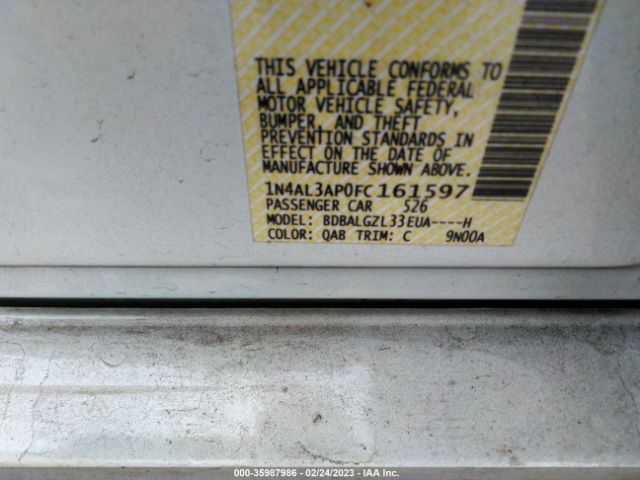 THIS VEHICLE CONFORMS TO
ALL APPLICABLE FEDERAL
MOTOR VEHICLE SAFETY,
BUMPER, AND THEFT
PREVENTION STANDARDS IN
EFFECT ON THE DATE OF
MANUFACTURE SHOWN ABOVE.
1N4AL3AP0FC161597
PASSENGER CAR 526
MODEL: BDBALGZL33EUA----H
COLOR: QAB TRIM: C 9N00A
000-35987986 - 02/24/2023 - IAA Inc.